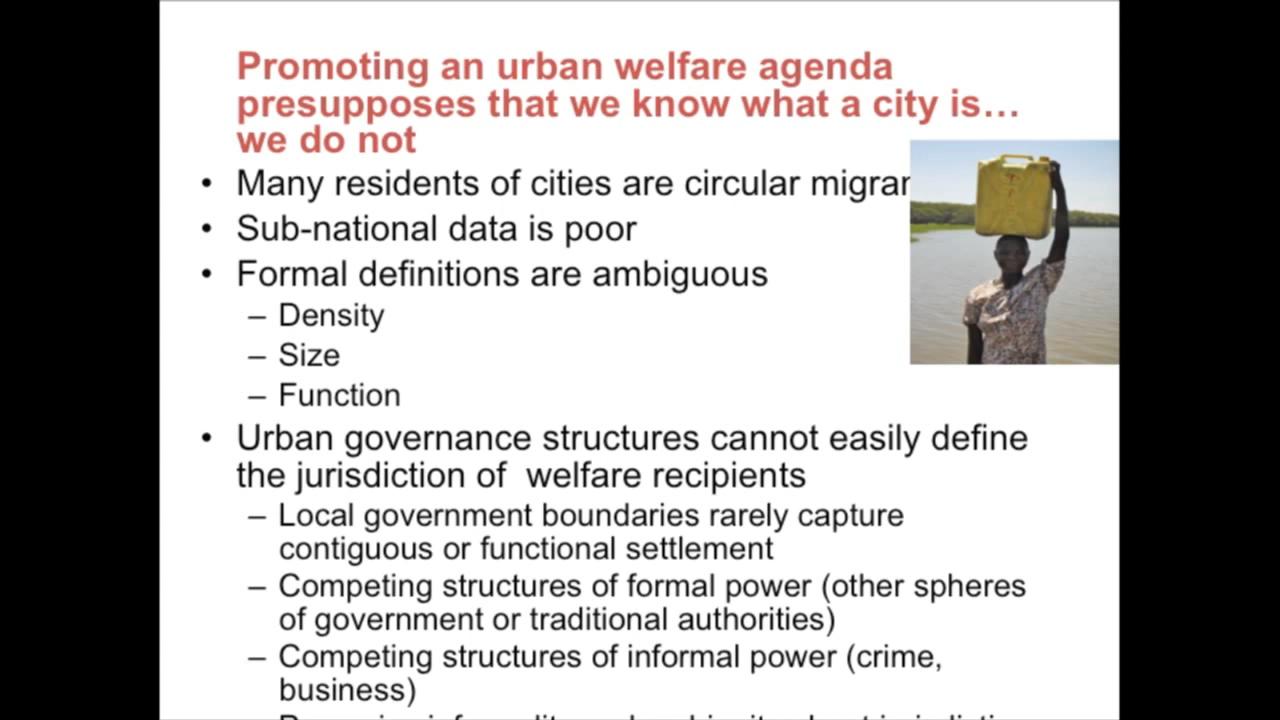 Promoting an urban welfare agenda
presupposes that we know what a city is…
we do not
• Many residents of cities are circular
• Sub-national data is poor
• Formal definitions are ambiguous
– Density
– Size
– Function
• Urban governance structures cannot easily define
the jurisdiction of welfare recipients
– Local government boundaries rarely capture
contiguous or functional settlement
– Competing structures of formal power (other spheres
of government or traditional authorities)
– Competing structures of informal power (crime,
business)